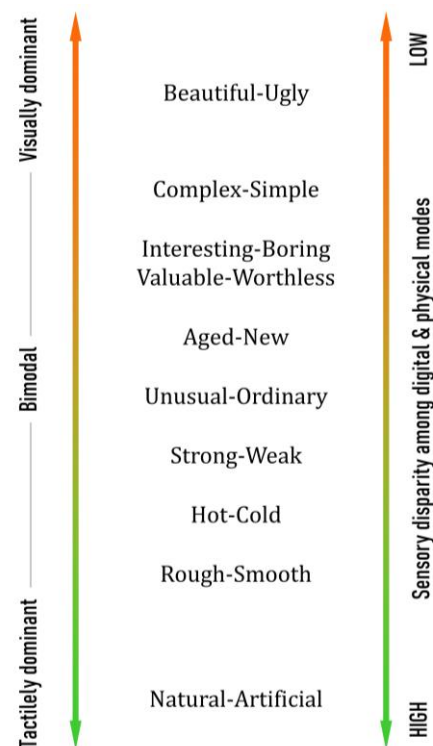 Visually dominant
Bimodal
Tactilely dominant
Beautiful-Ugly
Complex-Simple
Interesting-Boring
Valuable-Worthless
Aged-New
Unusual-Ordinary
Strong-Weak
Hot-Cold
Rough-Smooth
Natural-Artificial
LOW
Sensory disparity among digital & physical modes
HIGH